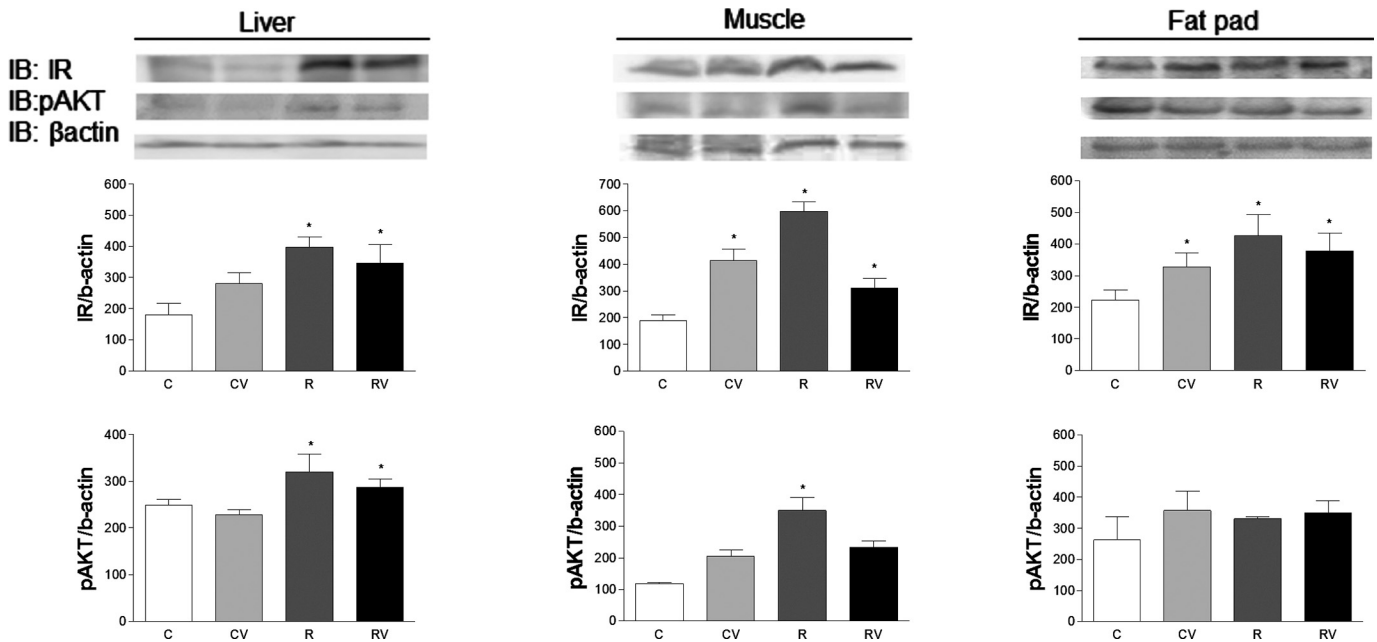 Liver
Muscle
Fat pad
IB: IR
IB:pAKT
IB: βactin
IR/b-actin
600
500
400
300
200
100
0
*
*
C CV R RV
IR/b-actin
700
600
500
400
300
200
100
0
*
*
*
C CV R RV
IR/b-actin
600
500
400
300
200
100
0
*
*
*
C CV R RV
pAKT/b-actin
400
300
200
100
0
*
*
C CV R RV
pAKT/b-actin
600
500
400
300
200
100
0
*
C CV R RV
pAKT/b-actin
600
500
400
300
200
100
0
C CV R RV